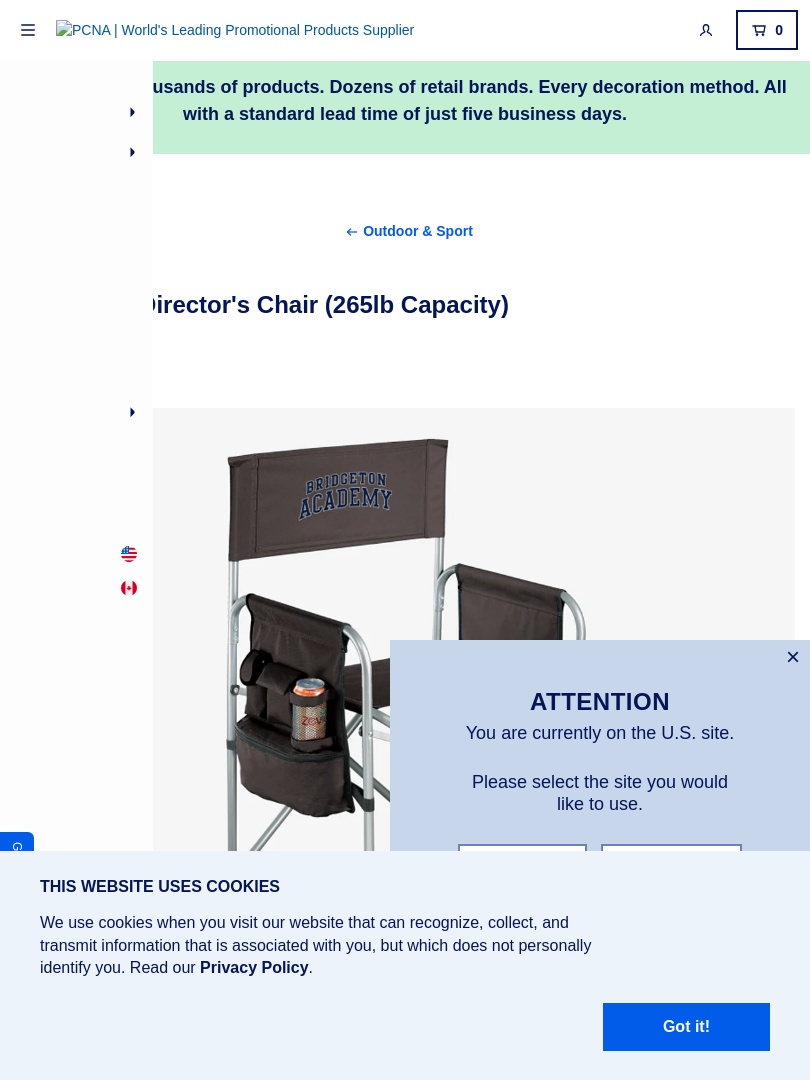 PCNA | World's Leading Promotional Products Supplier
0
usands of products. Dozens of retail brands. Every decoration method. All
with a standard lead time of just five business days.
Outdoor & Sport
Director's Chair (265lb Capacity)
BRIDGETON
ACADEMY
ATTENTION
You are currently on the U.S. site.
Please select the site you would
like to use.
G
THIS WEBSITE USES COOKIES
We use cookies when you visit our website that can recognize, collect, and
transmit information that is associated with you, but which does not personally
identify you. Read our Privacy Policy.
Got it!